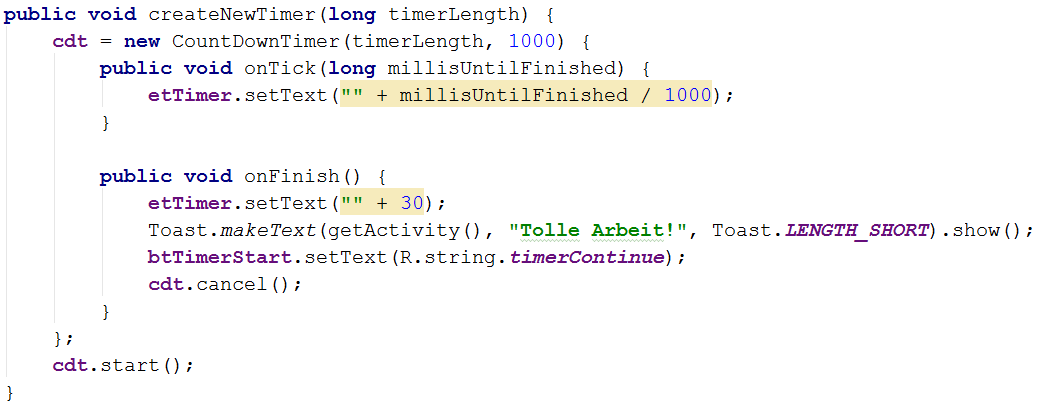 public void createNewTimer(long timerLength) {
    cdt = new CountDownTimer(timerLength, 1000) {
        public void onTick(long millisUntilFinished) {
            etTimer.setText("" + millisUntilFinished / 1000);
        }

        public void onFinish() {
            etTimer.setText("" + 30);
            Toast.makeText(getActivity(), "Tolle Arbeit!", Toast.LENGTH_SHORT).show();
            btTimerStart.setText(R.string.timerContinue);
            cdt.cancel();
        }
    };
    cdt.start();
}